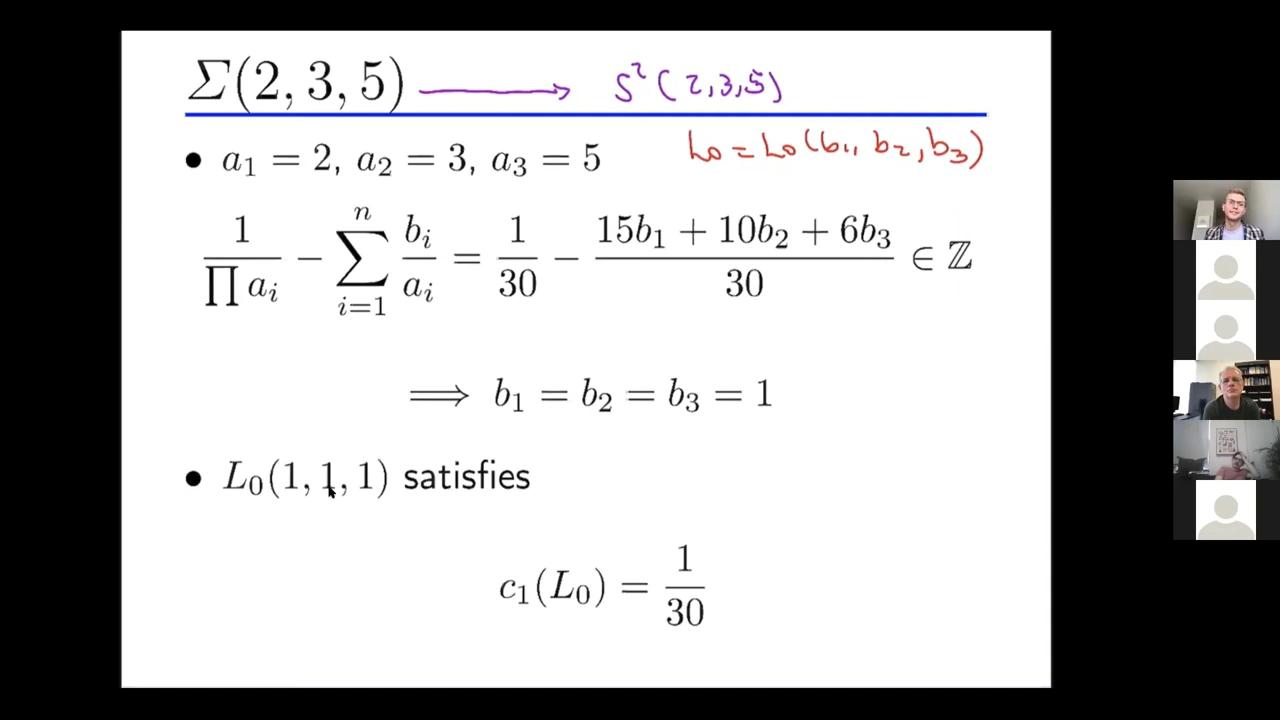 Σ(2, 3, 5) ⟶ S²(2,3,5)
• a₁ = 2, a₂ = 3, a₃ = 5 L₀ = L₀(b₁, b₂, b₃)
1/∏ aᵢ − ∑ᵢ₌₁ⁿ bᵢ/aᵢ = 1/30 − (15b₁ + 10b₂ + 6b₃)/30 ∈ ℤ
⟹ b₁ = b₂ = b₃ = 1
• L₀(1, 1, 1) satisfies
c₁(L₀) = 1/30